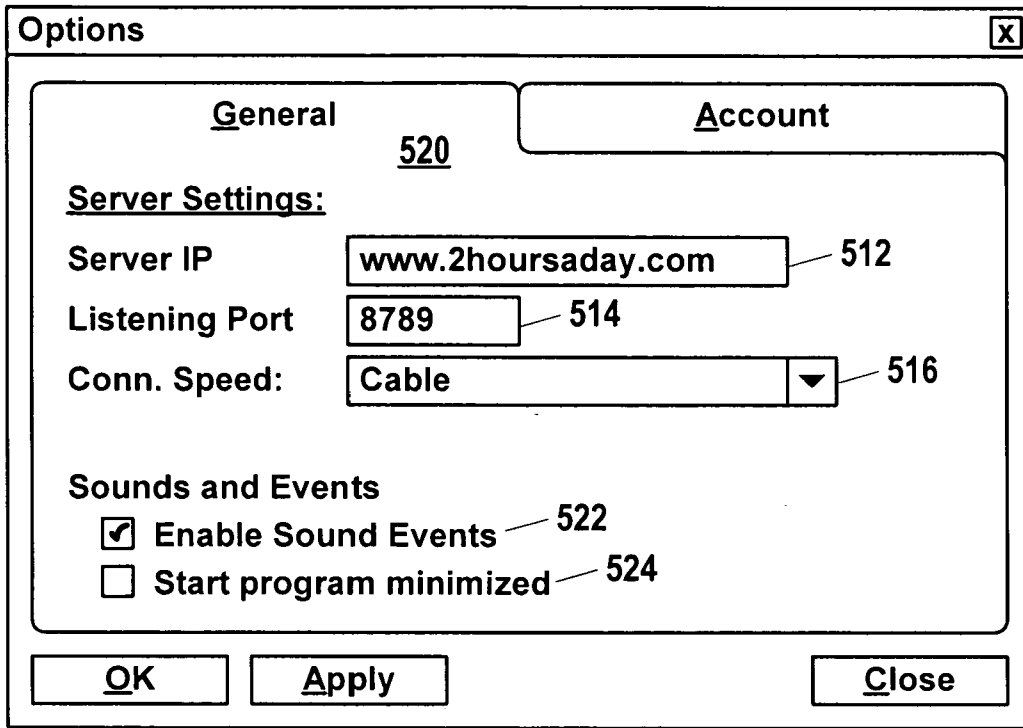 Options X
General Account
520
Server Settings:
Server IP www.2hoursaday.com 512
Listening Port 8789 514
Conn. Speed: Cable 516
Sounds and Events
Enable Sound Events 522
Start program minimized 524
OK Apply Close